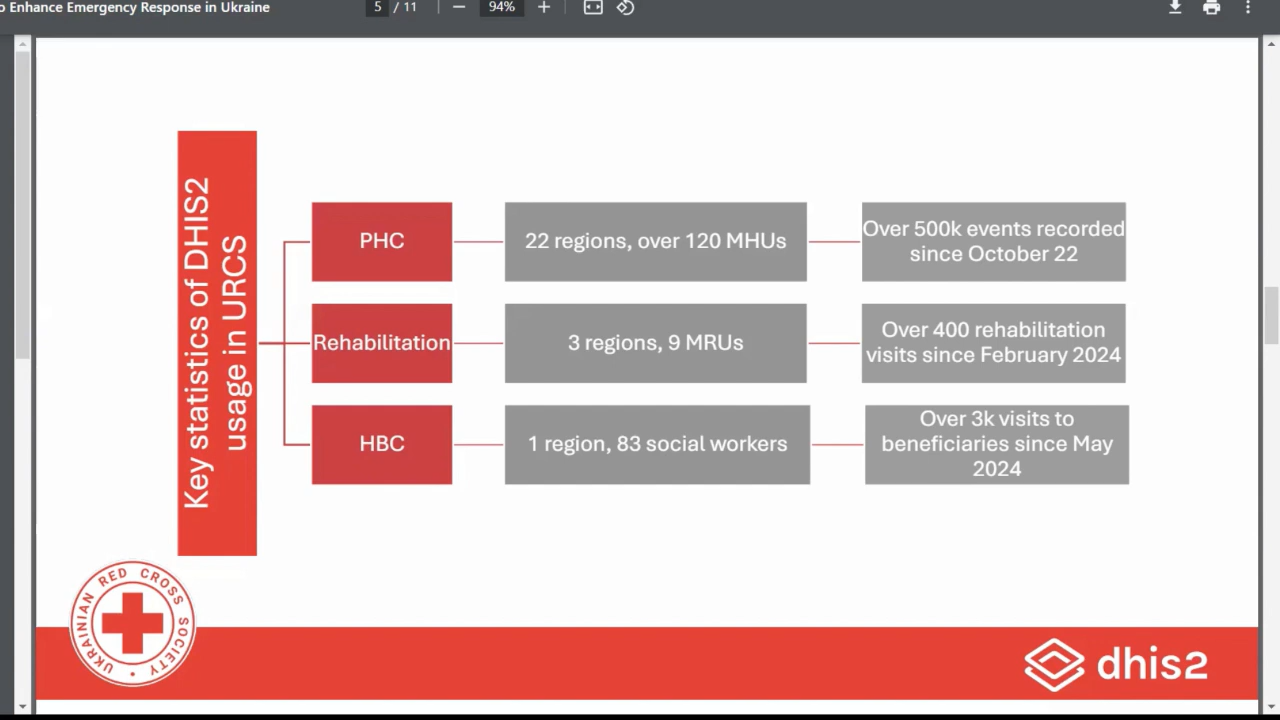 o Enhance Emergency Response in Ukraine
5 / 11
94%
Key statistics of DHIS2
usage in URCS
PHC
22 regions, over 120 MHUs
Over 500k events recorded
since October 22
Rehabilitation
3 regions, 9 MRUs
Over 400 rehabilitation
visits since February 2024
HBC
1 region, 83 social workers
Over 3k visits to
beneficiaries since May
2024
UKRAINIAN RED CROSS SOCIETY
dhis2